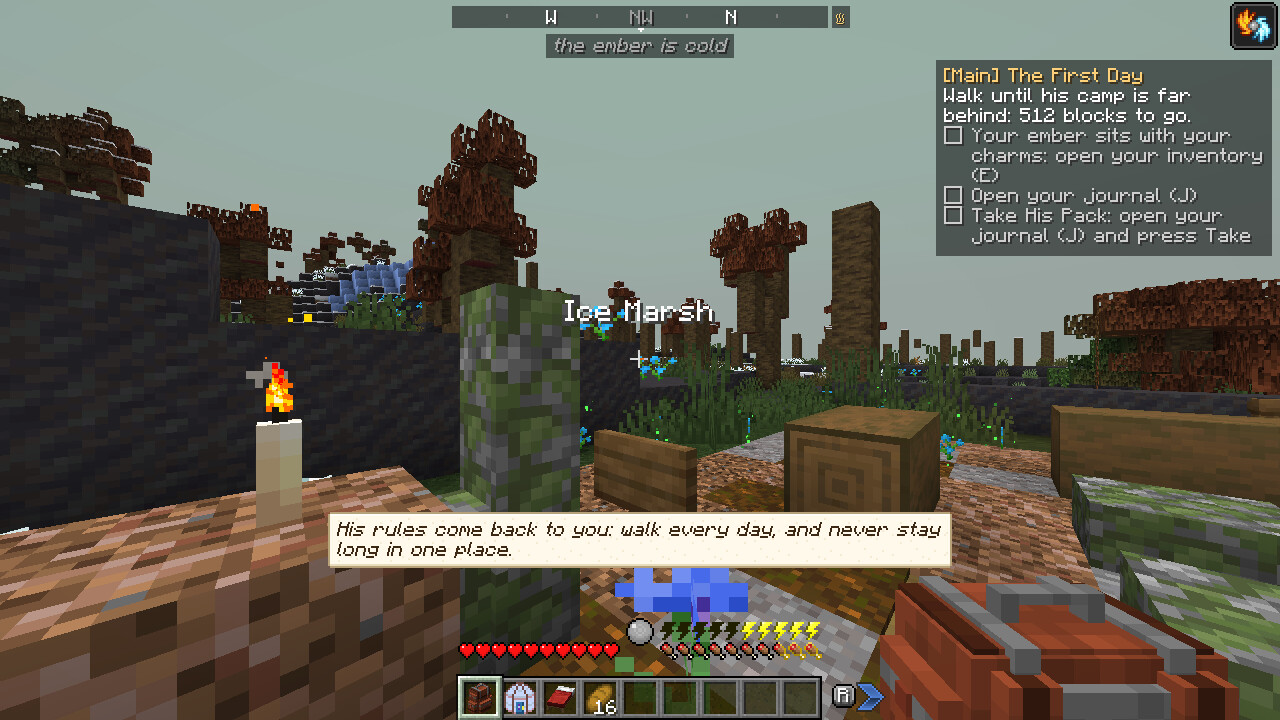 W NW N
the ember is cold
[Main] The First Day
Walk until his camp is far
behind: 512 blocks to go.
Your ember sits with your
charms: open your inventory
(E)
Open your journal (J)
Take His Pack: open your
journal (J) and press Take
Ice Marsh
His rules come back to you: walk every day, and never stay
long in one place.
16
R